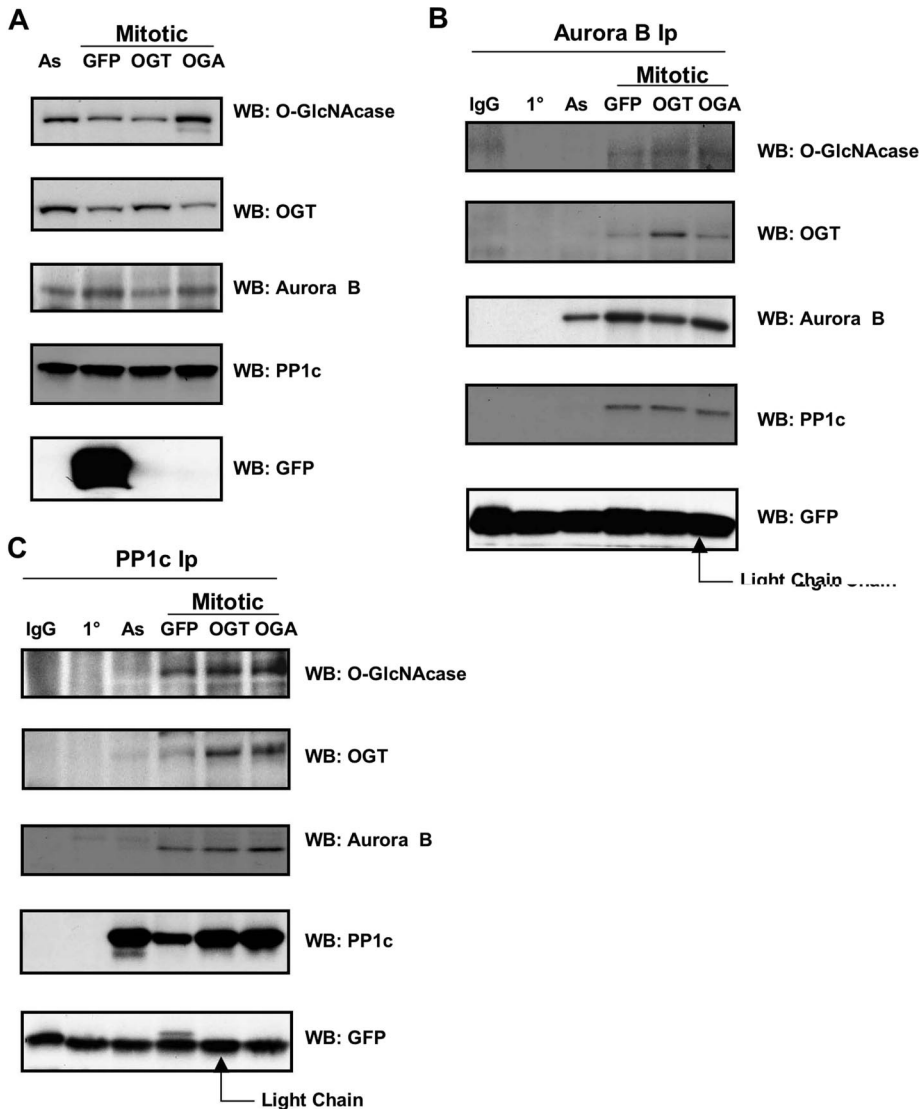 A
Mitotic
As GFP OGT OGA
WB: O-GlcNAcase
WB: OGT
WB: Aurora B
WB: PP1c
WB: GFP
B
Aurora B Ip
Mitotic
IgG 1° As GFP OGT OGA
WB: O-GlcNAcase
WB: OGT
WB: Aurora B
WB: PP1c
WB: GFP
Light Chain
C
PP1c Ip
Mitotic
IgG 1° As GFP OGT OGA
WB: O-GlcNAcase
WB: OGT
WB: Aurora B
WB: PP1c
WB: GFP
Light Chain